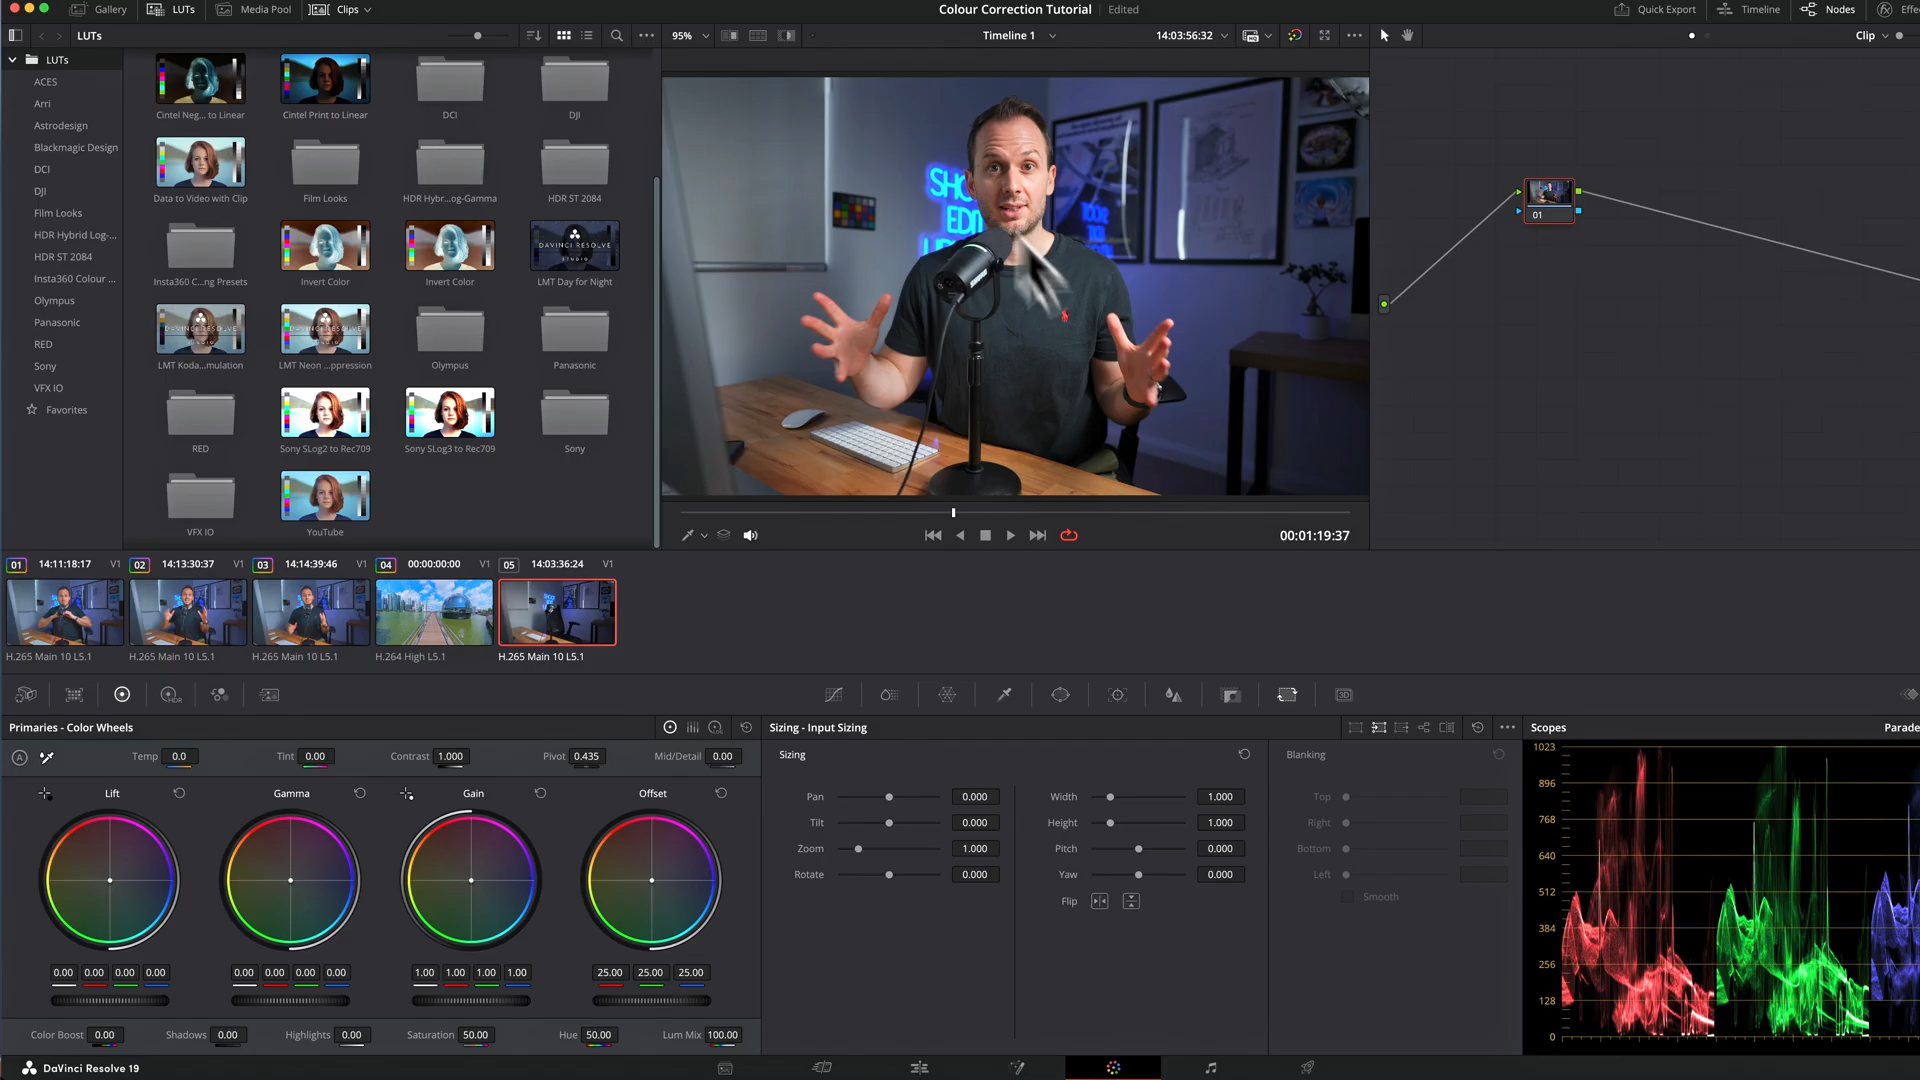 Gallery LUTs Media Pool Clips Colour Correction Tutorial Edited Quick Export Timeline Nodes
LUTs 95% Timeline 1 14:03:56:32 Clip
LUTs
ACES
Arri
Astrodesign
Blackmagic Design
DCI
DJI
Film Looks
HDR Hybrid Log-...
HDR ST 2084
Insta360 Colour ...
Olympus
Panasonic
RED
Sony
VFX IO
Favorites
Cintel Neg... to Linear Cintel Print to Linear DCI DJI
Data to Video with Clip Film Looks HDR Hybr...og-Gamma HDR ST 2084
DAVINCI RESOLVE
STUDIO
Insta360 C...ng Presets Invert Color Invert Color LMT Day for Night
DAVINCI RESOLVE DAVINCI RESOLVE
LMT Koda...mulation LMT Neon ...ppression Olympus Panasonic
RED Sony SLog2 to Rec709 Sony SLog3 to Rec709 Sony
VFX IO YouTube
SHURE
01
00:01:19:37
01 14:11:18:17 V1 02 14:13:30:37 V1 03 14:14:39:46 V1 04 00:00:00:00 V1 05 14:03:36:24 V1
H.265 Main 10 L5.1 H.265 Main 10 L5.1 H.265 Main 10 L5.1 H.264 High L5.1 H.265 Main 10 L5.1
HDR
3D
Primaries - Color Wheels
A Temp 0.0 Tint 0.00 Contrast 1.000 Pivot 0.435 Mid/Detail 0.00
Lift Gamma Gain Offset
0.00 0.00 0.00 0.00 0.00 0.00 0.00 0.00 1.00 1.00 1.00 1.00 25.00 25.00 25.00
Color Boost 0.00 Shadows 0.00 Highlights 0.00 Saturation 50.00 Hue 50.00 Lum Mix 100.00
Sizing - Input Sizing
Sizing
Pan 0.000 Width 1.000
Tilt 0.000 Height 1.000
Zoom 1.000 Pitch 0.000
Rotate 0.000 Yaw 0.000
Flip
Blanking
Top
Right
Bottom
Left
Smooth
Scopes Parade
1023
896
768
640
512
384
256
128
0
DaVinci Resolve 19